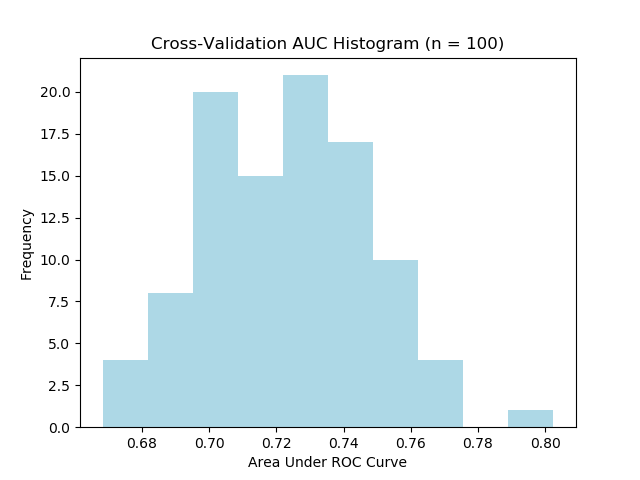 Cross-Validation AUC Histogram (n = 100)
20.0
17.5
15.0
12.5
10.0
7.5
5.0
2.5
0.0
Frequency
0.68 0.70 0.72 0.74 0.76 0.78 0.80
Area Under ROC Curve